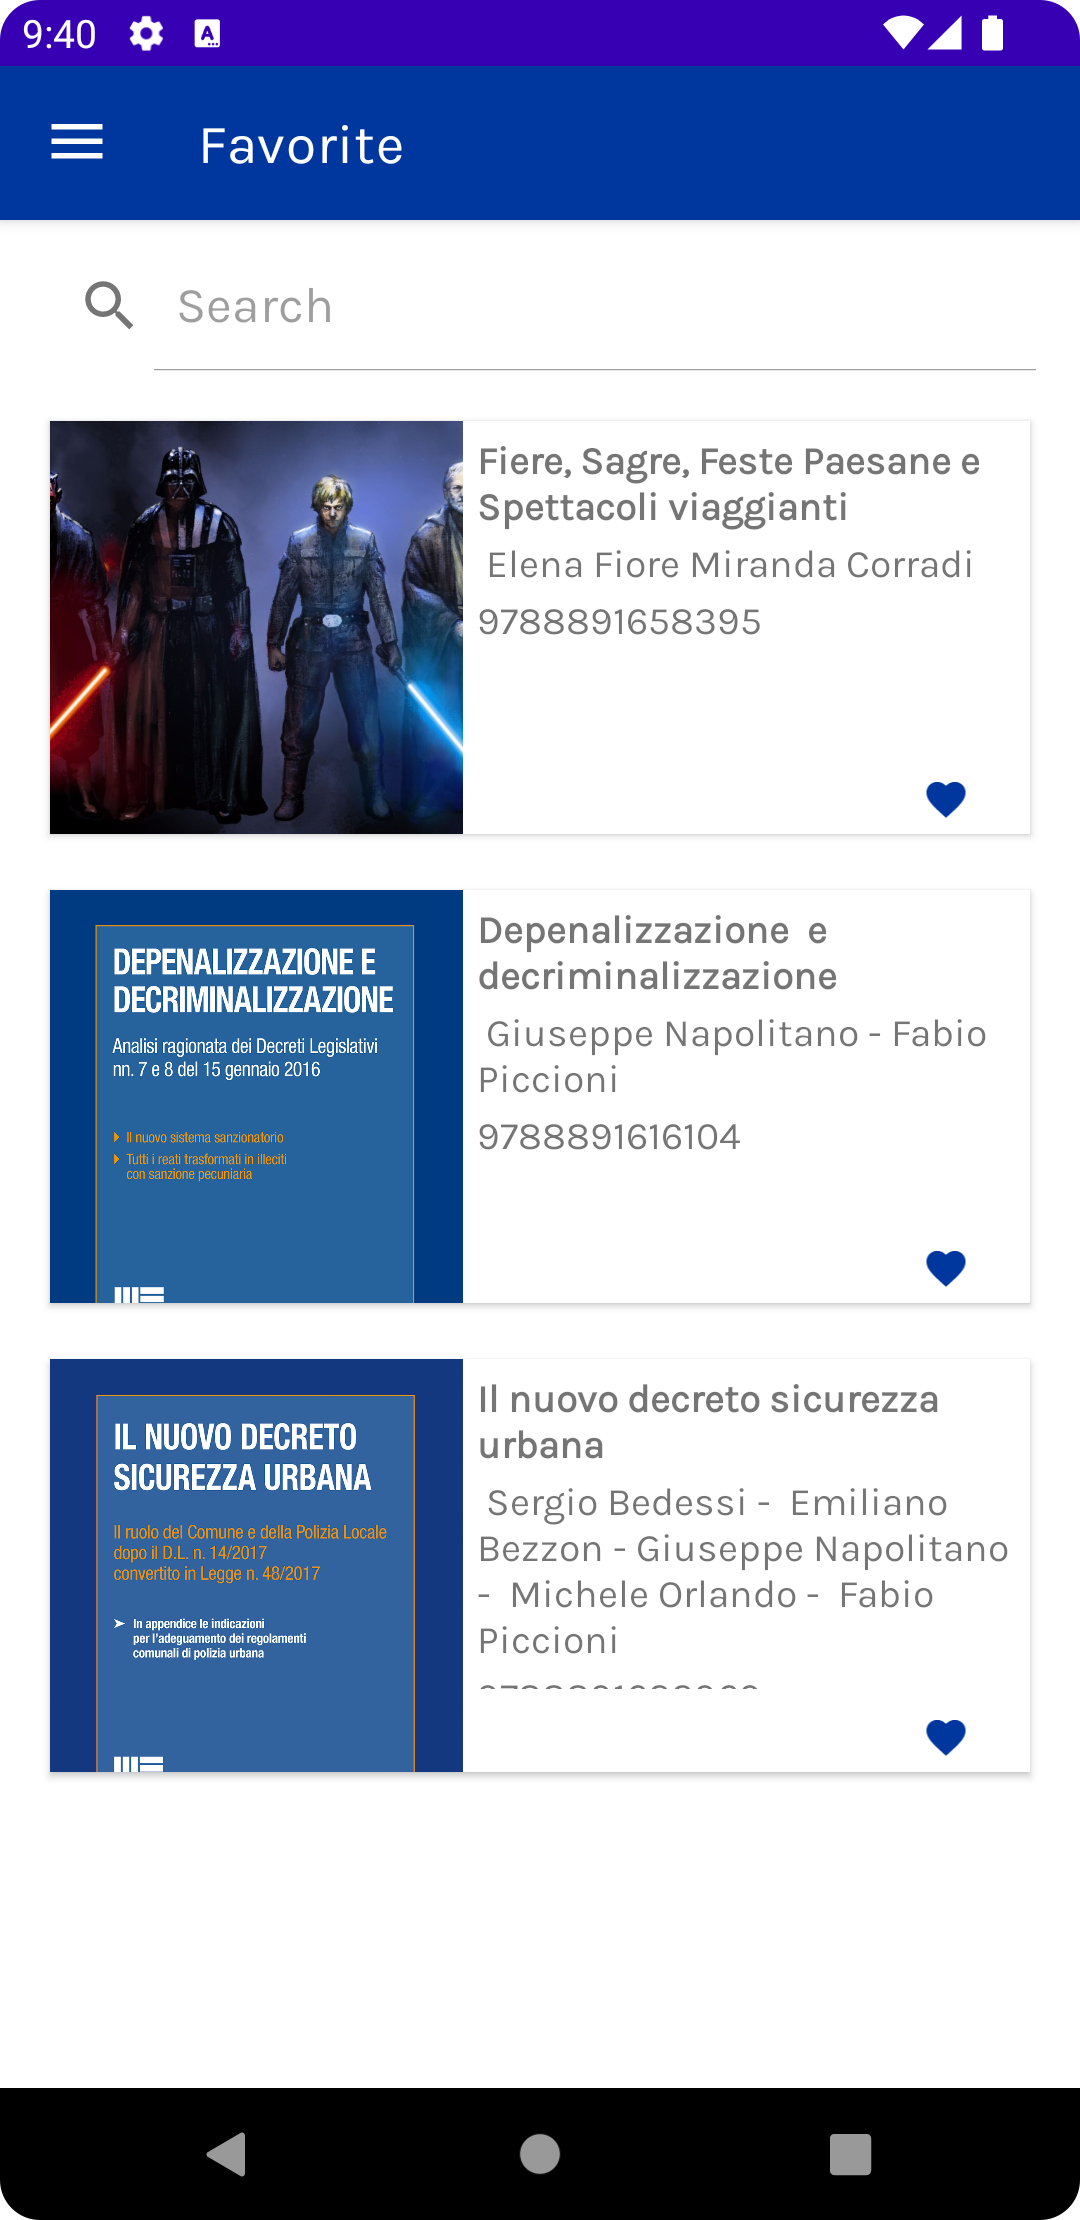 9:40
Favorite
Search
Fiere, Sagre, Feste Paesane e
Spettacoli viaggianti
Elena Fiore Miranda Corradi
9788891658395
DEPENALIZZAZIONE E
DECRIMINALIZZAZIONE
Analisi ragionata dei Decreti Legislativi
nn. 7 e 8 del 15 gennaio 2016
Il nuovo sistema sanzionatorio
Tutti i reati trasformati in illeciti
con sanzione pecuniaria
Depenalizzazione e
decriminalizzazione
Giuseppe Napolitano - Fabio
Piccioni
9788891616104
IL NUOVO DECRETO
SICUREZZA URBANA
Il ruolo del Comune e della Polizia Locale
dopo il D.L. n. 14/2017
convertito in Legge n. 48/2017
In appendice le indicazioni
per l'adeguamento dei regolamenti
comunali di polizia urbana
Il nuovo decreto sicurezza
urbana
Sergio Bedessi - Emiliano
Bezzon - Giuseppe Napolitano
- Michele Orlando - Fabio
Piccioni